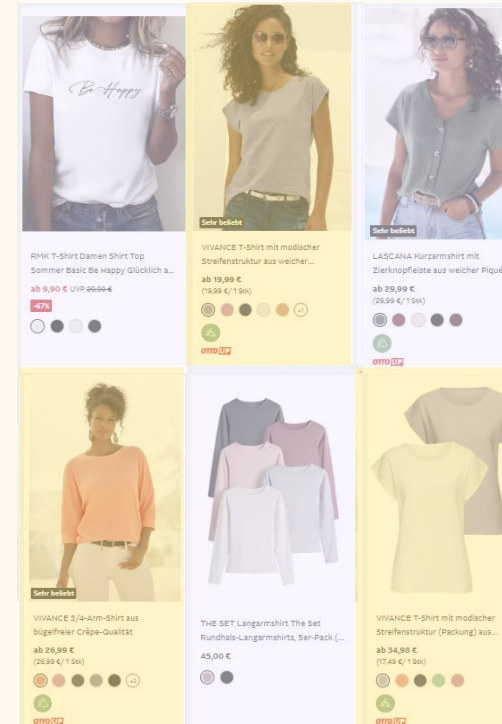 Be Happy
RMK T-Shirt Damen Shirt Top
Sommer Basic Be Happy Glücklich a...
ab 9,90 € UVP 29,90 €
-67%
Sehr beliebt
VIVANCE T-Shirt mit modischer
Streifenstruktur aus weicher...
ab 19,99 €
(19,99 €/1 Stk)
+7
OTTO UP
Sehr beliebt
LASCANA Kurzarmshirt mit
Zierknopfleiste aus weicher Piqué
ab 29,99 €
(29,99 €/1 Stk)
OTTO UP
Sehr beliebt
VIVANCE 3/4-Arm-Shirt aus
bügelfreier Crêpe-Qualität
ab 26,99 €
(26,99 €/1 Stk)
+2
OTTO UP
THE SET Langarmshirt The Set
Rundhals-Langarmshirts, 5er-Pack (...
45,00 €
VIVANCE T-Shirt mit modischer
Streifenstruktur (Packung) aus...
ab 34,98 €
(17,49 €/1 Stk)
OTTO UP